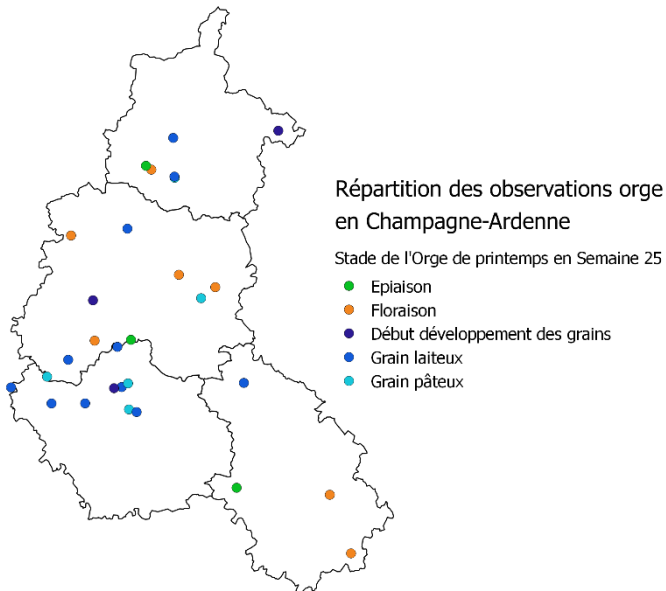 Répartition des observations orge
en Champagne-Ardenne
Stade de l'Orge de printemps en Semaine 25
Epiaison
Floraison
Début développement des grains
Grain laiteux
Grain pâteux